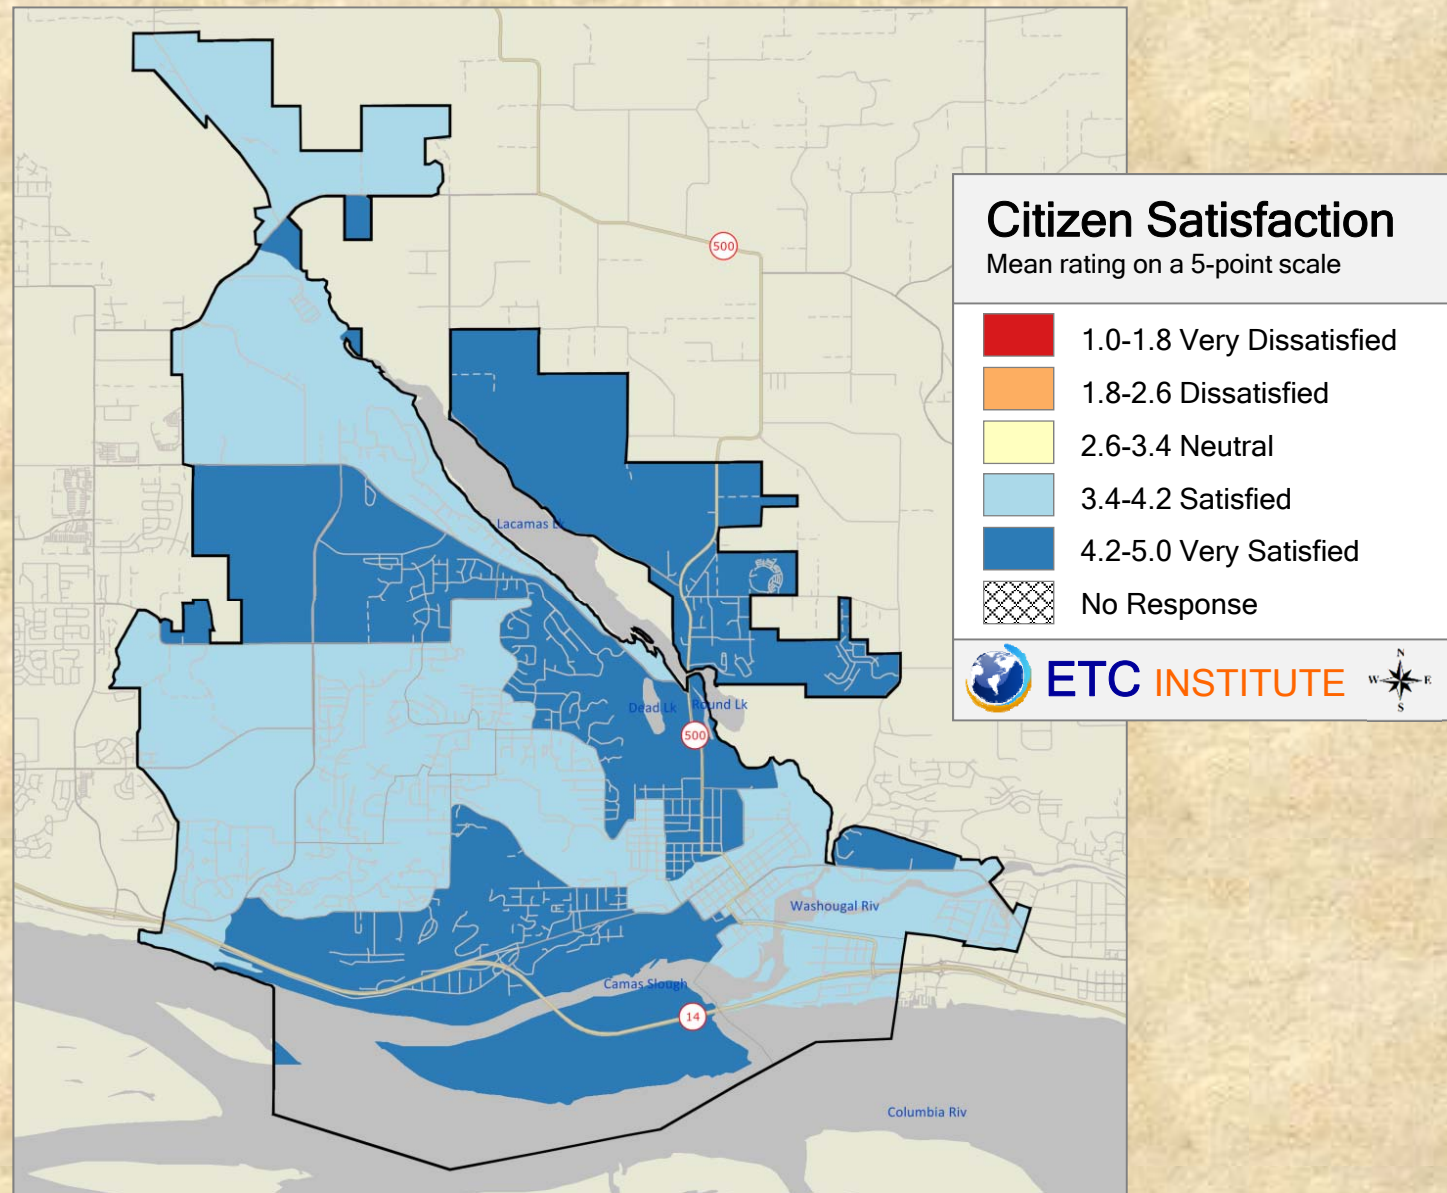 500
Citizen Satisfaction
Mean rating on a 5-point scale
1.0-1.8 Very Dissatisfied
1.8-2.6 Dissatisfied
2.6-3.4 Neutral
3.4-4.2 Satisfied
4.2-5.0 Very Satisfied
No Response
ETC INSTITUTE
N
W E
S
Lacamas Lk
Dead Lk
Round Lk
500
Washougal Riv
Camas Slough
14
Columbia Riv